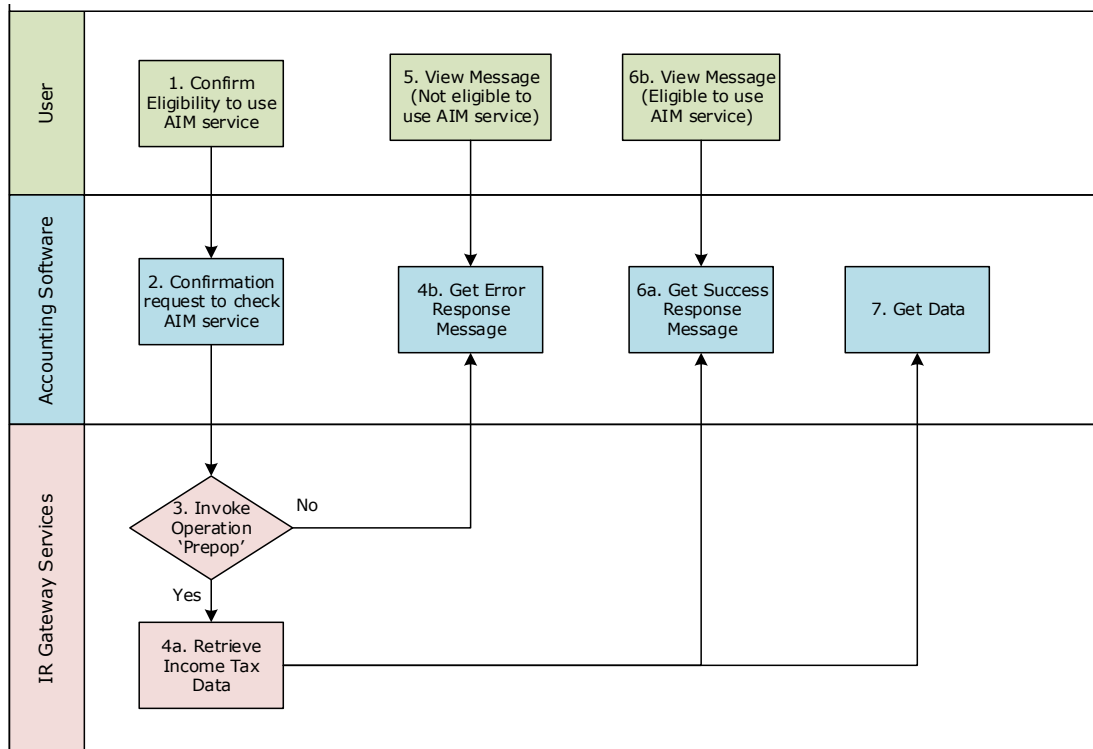 User
1. Confirm
Eligibility to use
AIM service
5. View Message
(Not eligible to
use AIM service)
6b. View Message
(Eligible to use
AIM service)
Accounting Software
2. Confirmation
request to check
AIM service
4b. Get Error
Response
Message
6a. Get Success
Response
Message
7. Get Data
IR Gateway Services
3. Invoke
Operation
‘Prepop’
No
Yes
4a. Retrieve
Income Tax
Data